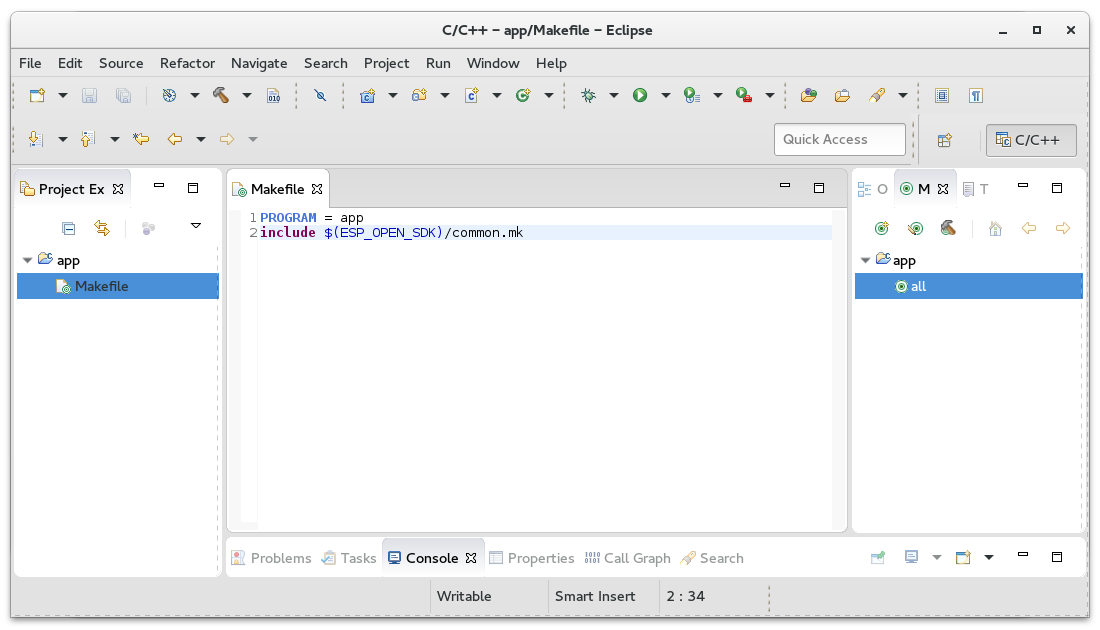 C/C++ – app/Makefile – Eclipse
File Edit Source Refactor Navigate Search Project Run Window Help
010
Quick Access
C/C++
Project Ex
Makefile
O
M
T
1 PROGRAM = app
2 include $(ESP_OPEN_SDK)/common.mk
app
Makefile
app
all
Problems Tasks Console Properties Call Graph Search
Writable Smart Insert 2 : 34